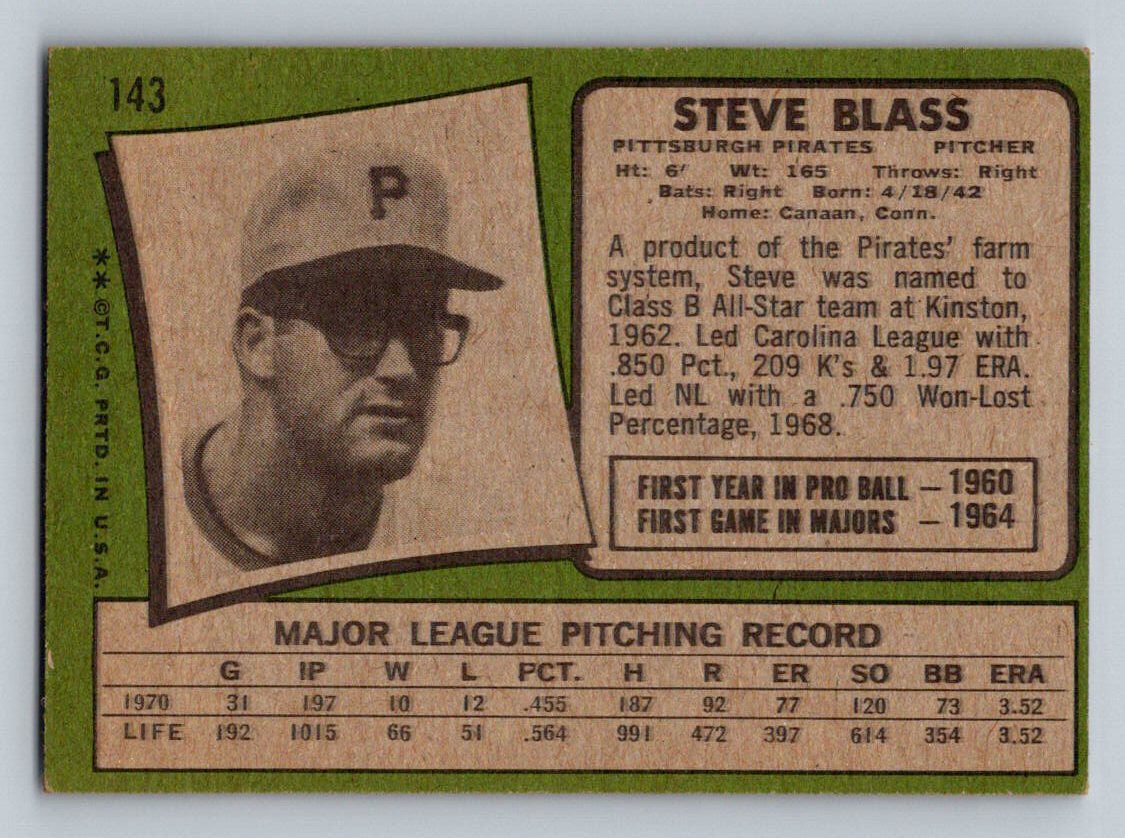 143
P
** ©T.C.G. PRTD. IN U.S.A.
STEVE BLASS
PITTSBURGH PIRATES PITCHER
Ht: 6' Wt: 165 Throws: Right
Bats: Right Born: 4/18/42
Home: Canaan, Conn.
A product of the Pirates' farm
system, Steve was named to
Class B All-Star team at Kinston,
1962. Led Carolina League with
.850 Pct., 209 K's & 1.97 ERA.
Led NL with a .750 Won-Lost
Percentage, 1968.
FIRST YEAR IN PRO BALL — 1960
FIRST GAME IN MAJORS — 1964
MAJOR LEAGUE PITCHING RECORD
G IP W L PCT. H R ER SO BB ERA
1970 31 197 10 12 .455 187 92 77 120 73 3.52
LIFE 192 1015 66 51 .564 991 472 397 614 354 3.52